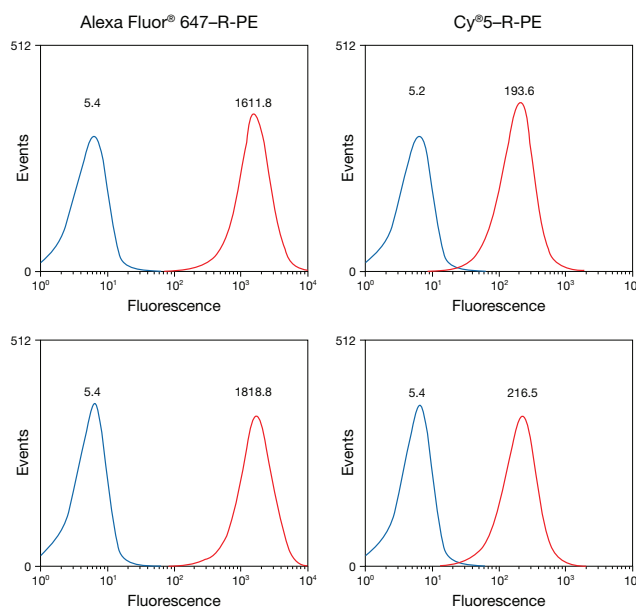 Alexa Fluor® 647–R-PE
Cy®5–R-PE
512
5.4
1611.8
Events
0
10⁰ 10¹ 10² 10³ 10⁴
Fluorescence
512
5.2
193.6
Events
0
10⁰ 10¹ 10² 10³ 10
Fluorescence
512
5.4
1818.8
Events
0
10⁰ 10¹ 10² 10³ 10⁴
Fluorescence
512
5.4
216.5
Events
0
10⁰ 10¹ 10² 10³ 10
Fluorescence